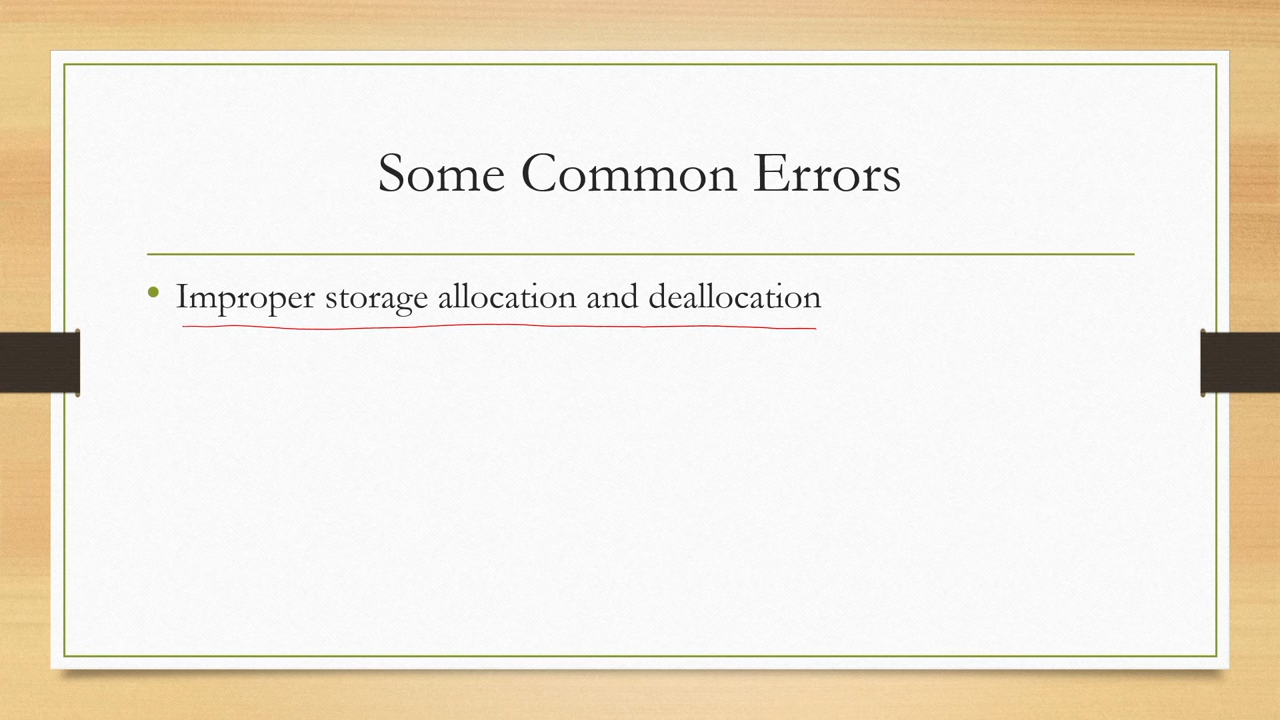 Some Common Errors
• Improper storage allocation and deallocation